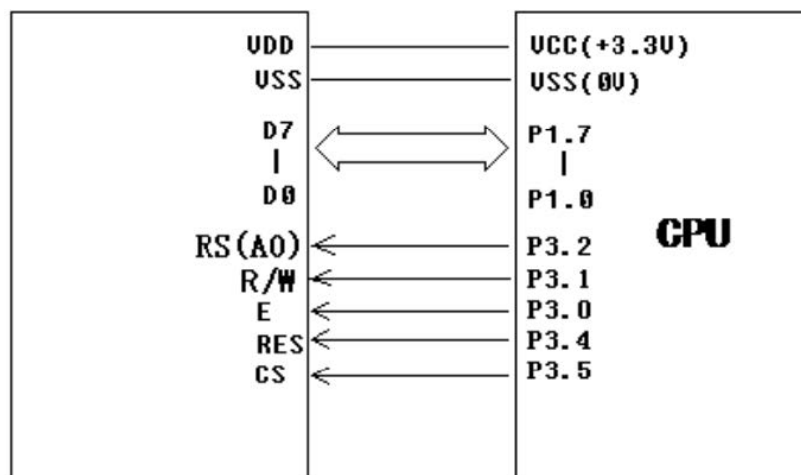 VDD VCC(+3.3V)
VSS VSS(0V)
D7 P1.7
D0 P1.0
CPU
RS(A0) P3.2
R/W P3.1
E P3.0
RES P3.4
CS P3.5